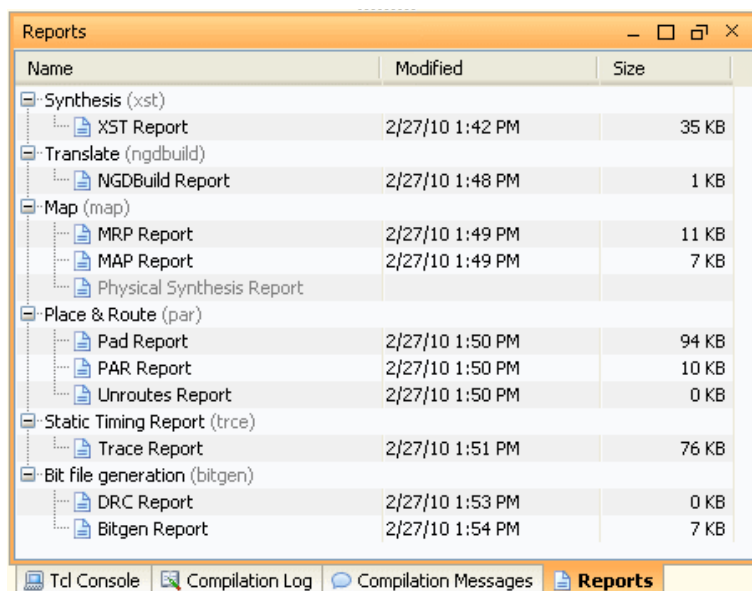 Reports
Name Modified Size
Synthesis (xst)
XST Report 2/27/10 1:42 PM 35 KB
Translate (ngdbuild)
NGDBuild Report 2/27/10 1:48 PM 1 KB
Map (map)
MRP Report 2/27/10 1:49 PM 11 KB
MAP Report 2/27/10 1:49 PM 7 KB
Physical Synthesis Report
Place & Route (par)
Pad Report 2/27/10 1:50 PM 94 KB
PAR Report 2/27/10 1:50 PM 10 KB
Unroutes Report 2/27/10 1:50 PM 0 KB
Static Timing Report (trce)
Trace Report 2/27/10 1:51 PM 76 KB
Bit file generation (bitgen)
DRC Report 2/27/10 1:53 PM 0 KB
Bitgen Report 2/27/10 1:54 PM 7 KB
Tcl Console Compilation Log Compilation Messages Reports